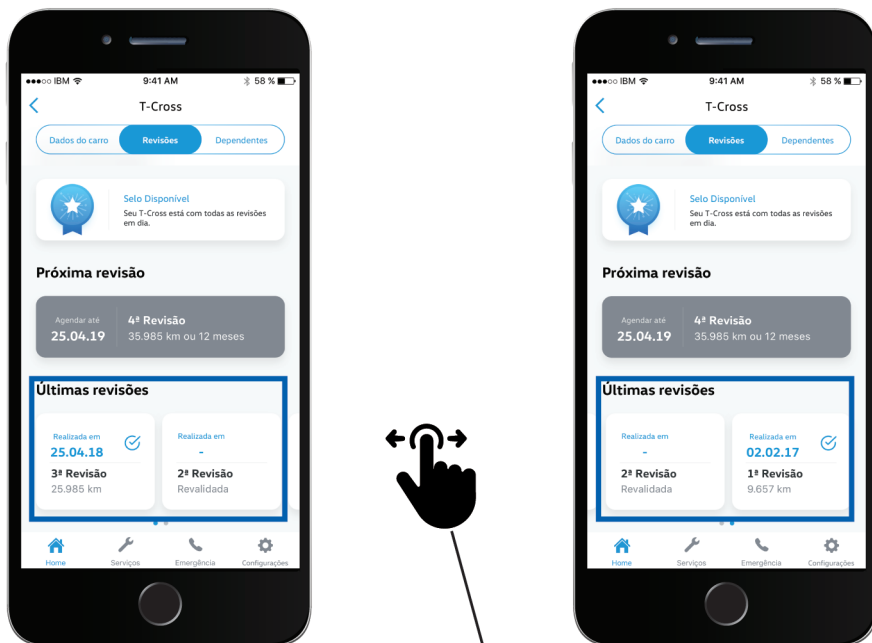 IBM 9:41 AM 58 %
T-Cross
Dados do carro Revisões Dependentes
Selo Disponível
Seu T-Cross está com todas as revisões
em dia.
Próxima revisão
Agendar até 4ª Revisão
25.04.19 35.985 km ou 12 meses
Últimas revisões
Realizada em Realizada em
25.04.18 -
3ª Revisão 2ª Revisão
25.985 km Revalidada
Home Serviços Emergência Configurações
IBM 9:41 AM 58 %
T-Cross
Dados do carro Revisões Dependentes
Selo Disponível
Seu T-Cross está com todas as revisões
em dia.
Próxima revisão
Agendar até 4ª Revisão
25.04.19 35.985 km ou 12 meses
Últimas revisões
Realizada em Realizada em
- 02.02.17
2ª Revisão 1ª Revisão
Revalidada 9.657 km
Home Serviços Emergência Configurações